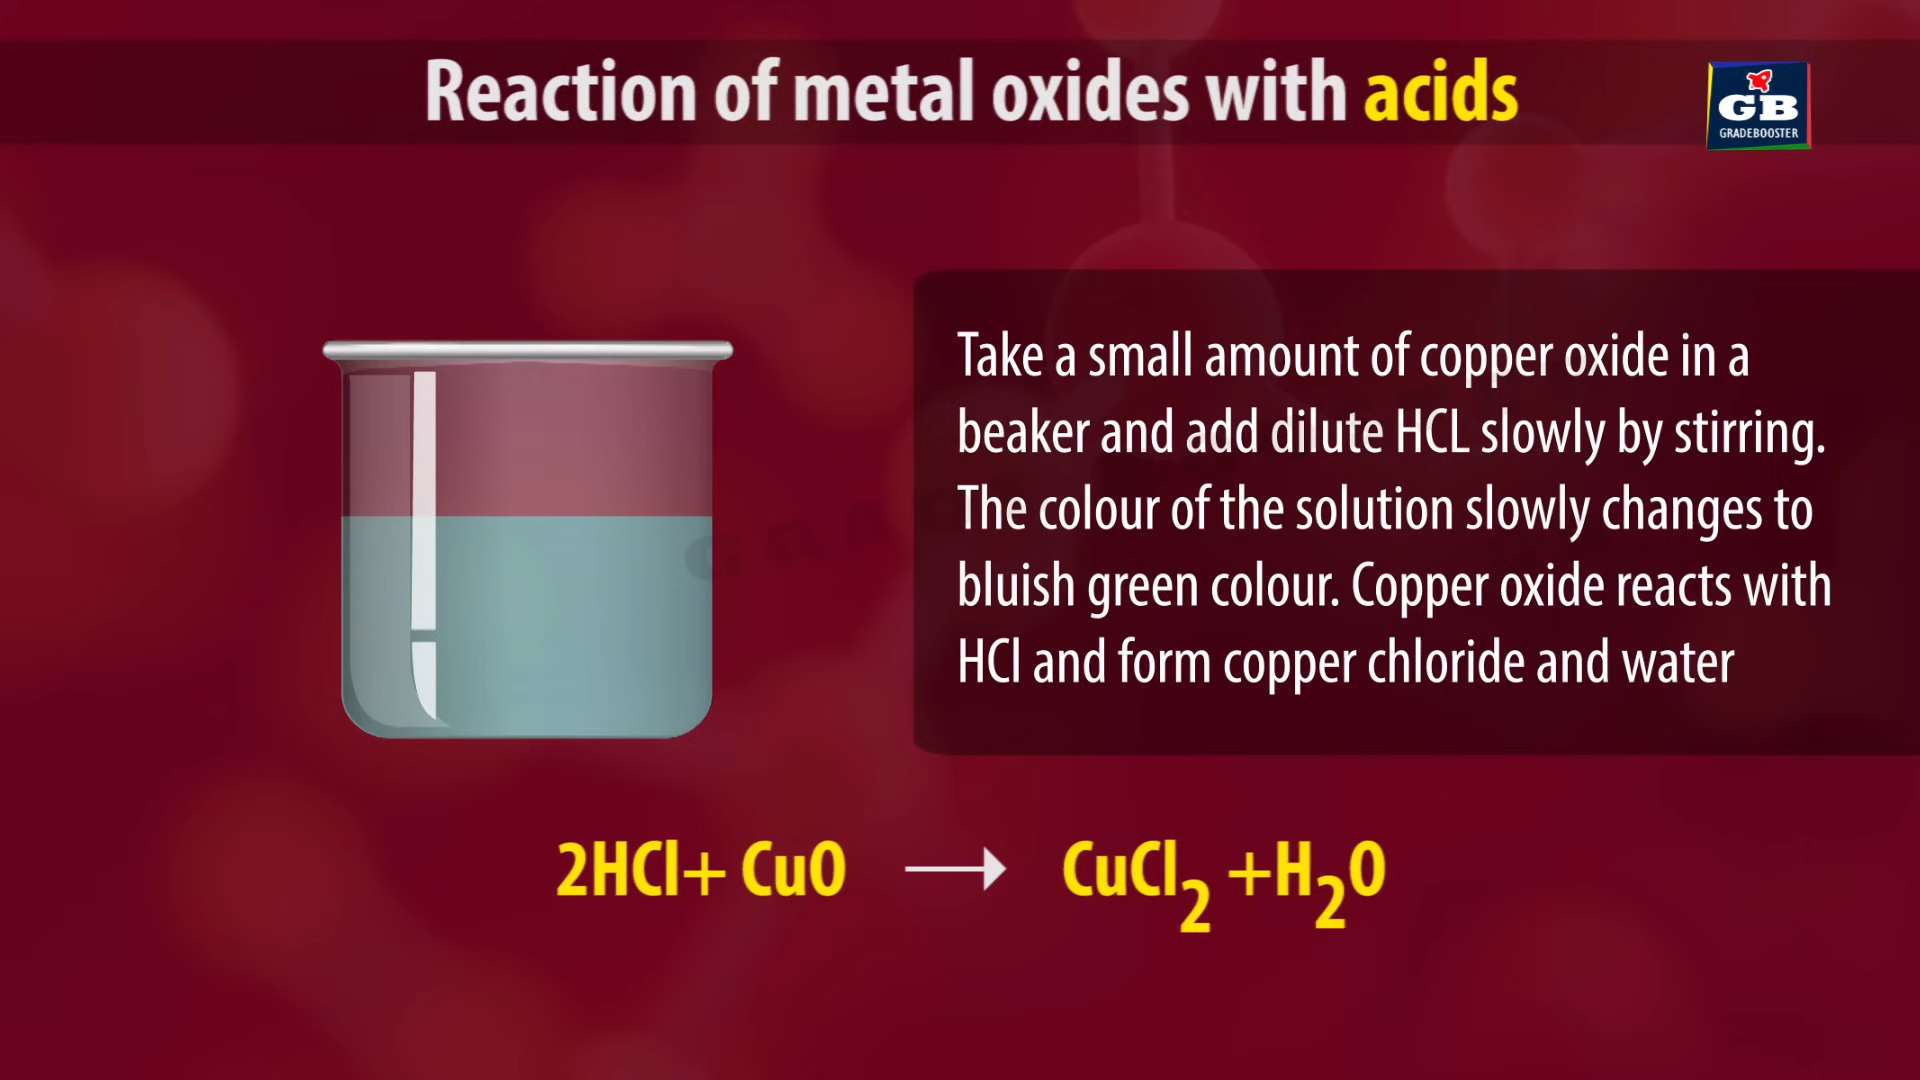 Reaction of metal oxides with acids
GB
GRADEBOOSTER
Take a small amount of copper oxide in a
beaker and add dilute HCL slowly by stirring.
The colour of the solution slowly changes to
bluish green colour. Copper oxide reacts with
HCl and form copper chloride and water
2HCl+ CuO → CuCl₂ +H₂O